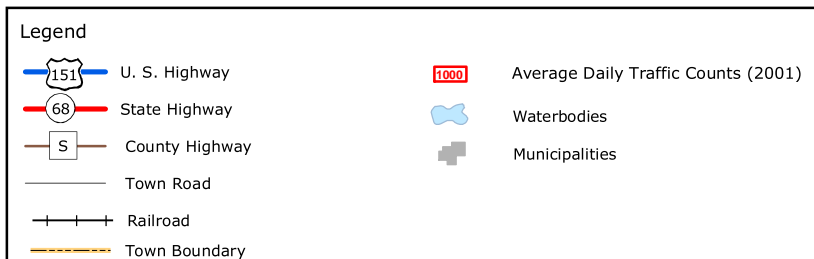 Legend
151 U. S. Highway
68 State Highway
S County Highway
Town Road
Railroad
Town Boundary
1000 Average Daily Traffic Counts (2001)
Waterbodies
Municipalities